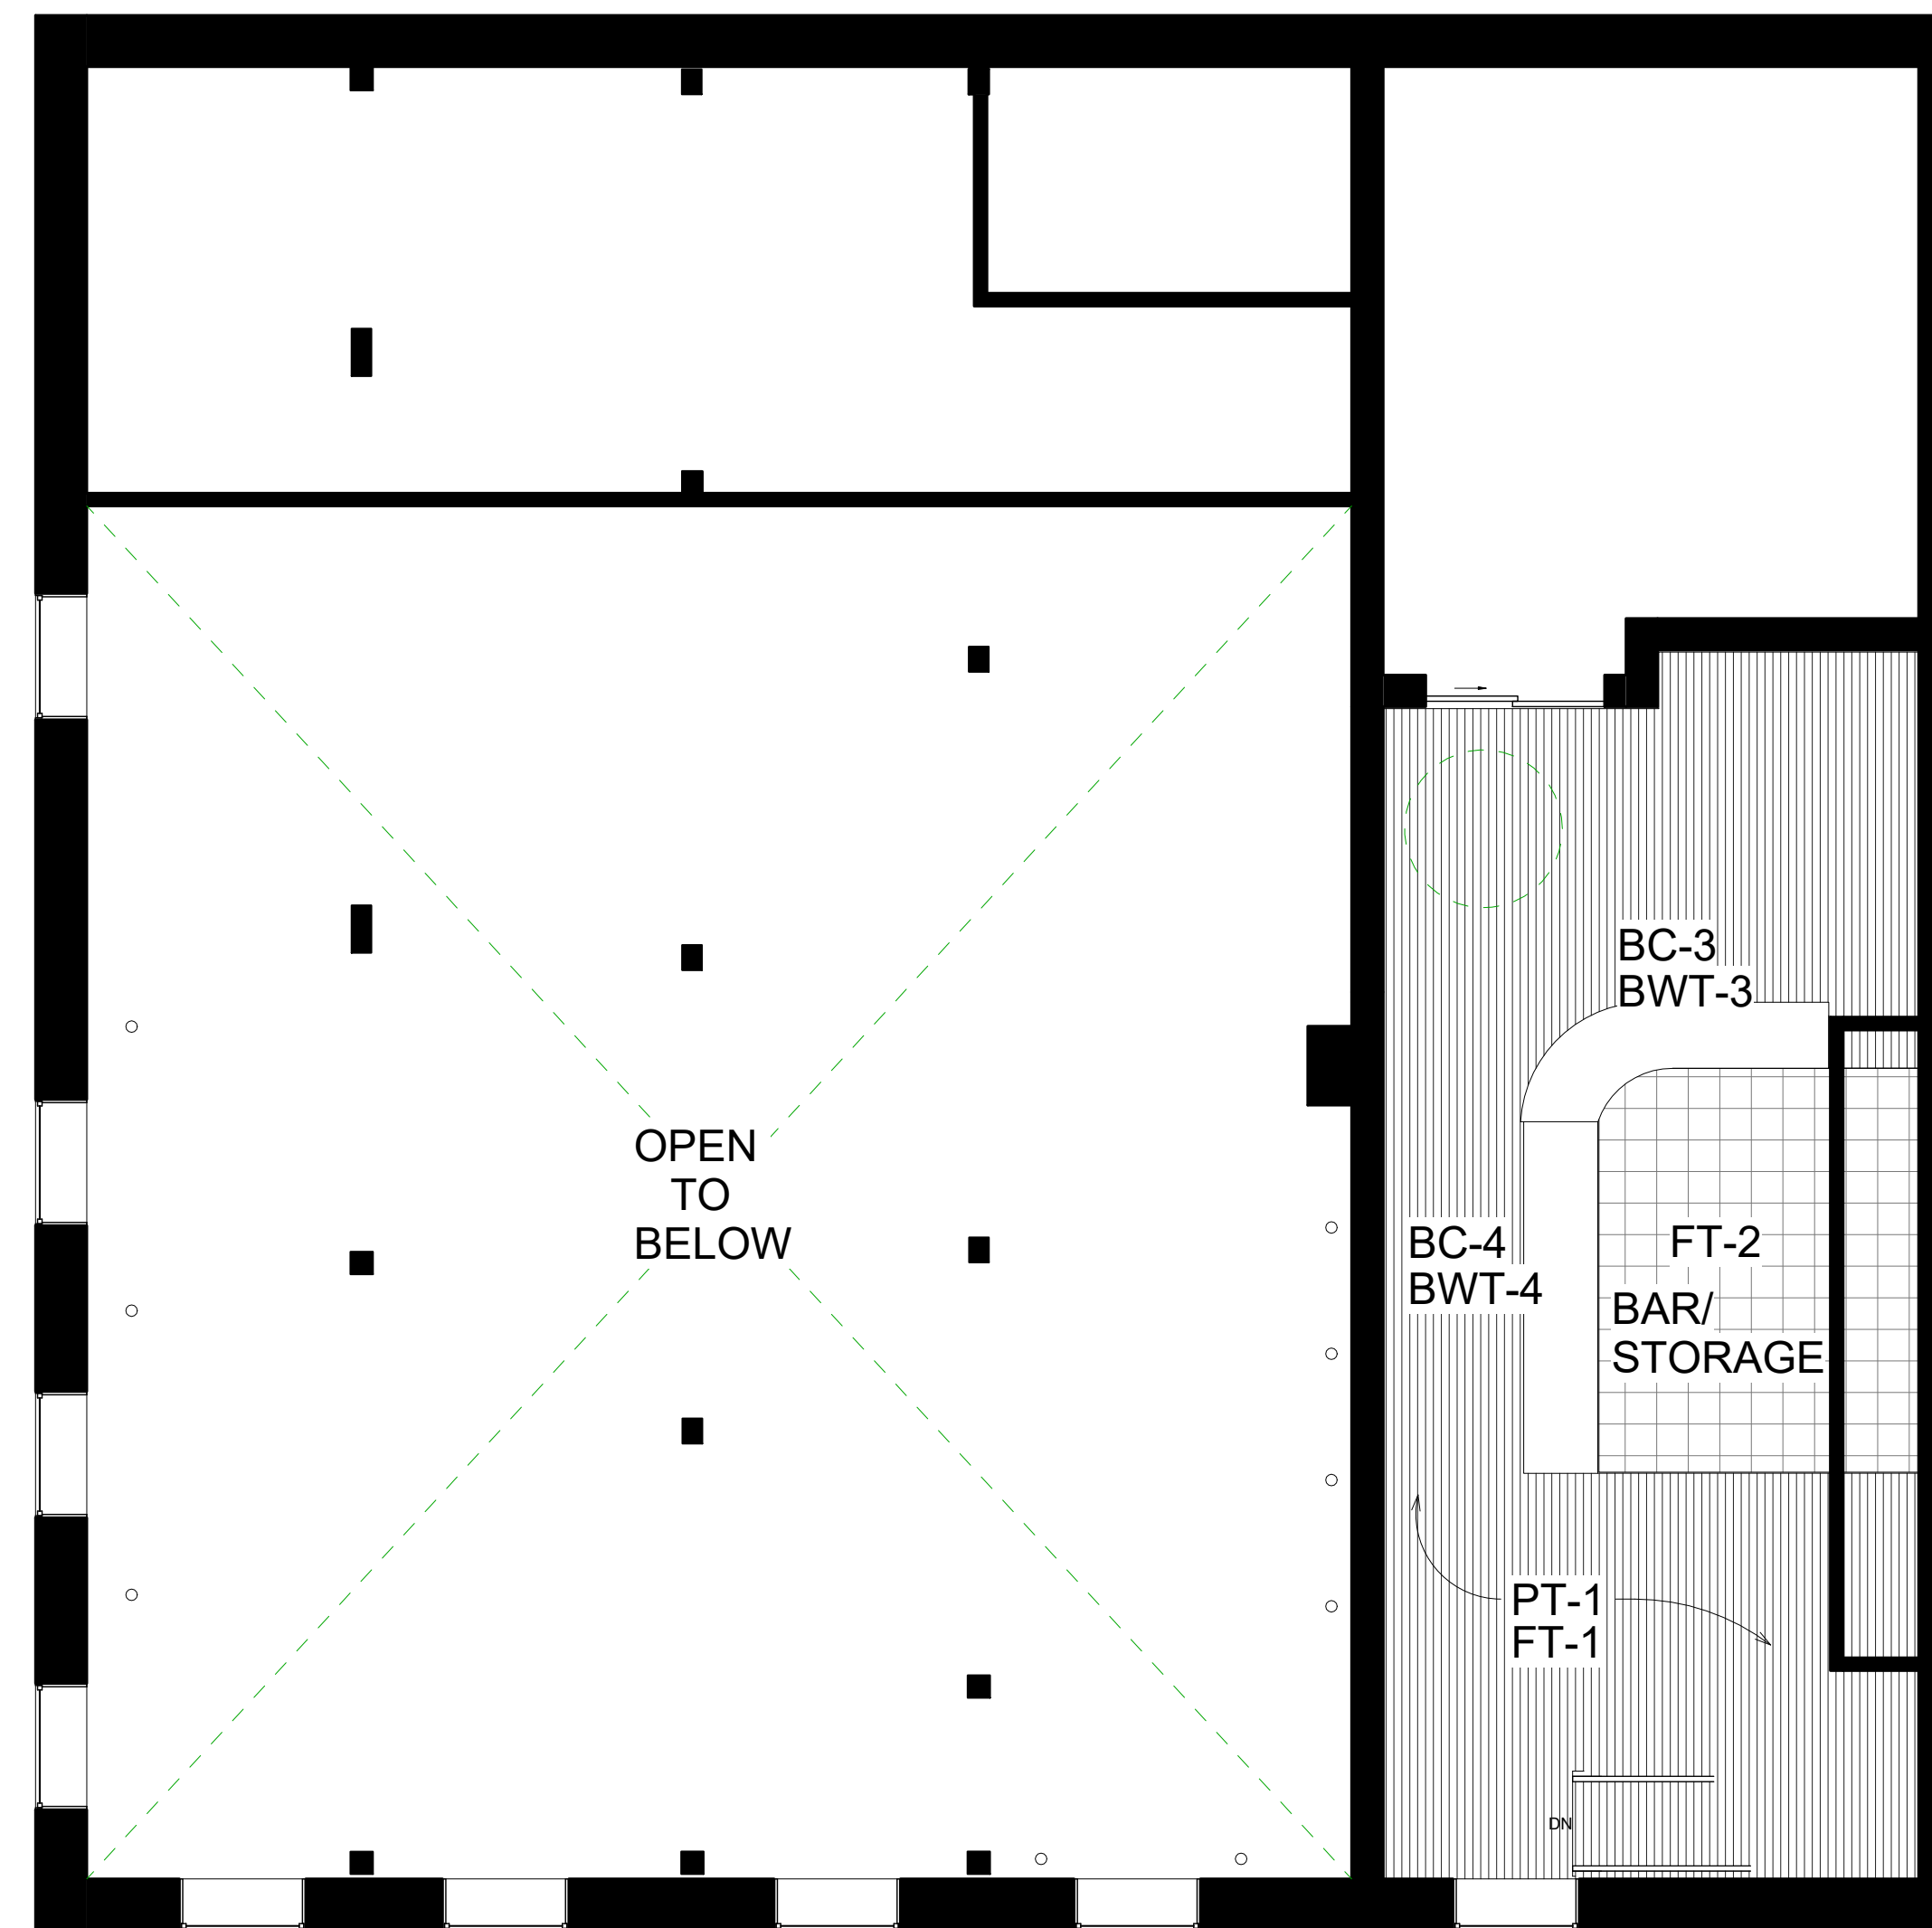 BC-3
BWT-3
OPEN
TO
BELOW
BC-4
BWT-4
FT-2
BAR/
STORAGE
PT-1
FT-1
DN